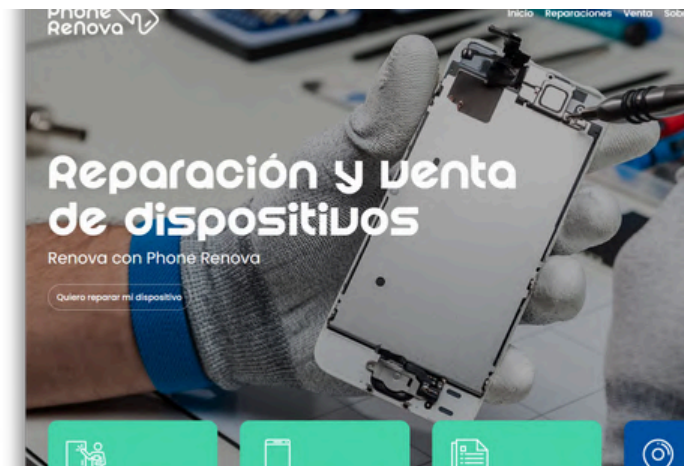 Phone
Renova
Inicio Reparaciones Venta
Reparación y venta
de dispositivos
Renova con Phone Renova
Quiero reparar mi dispositivo